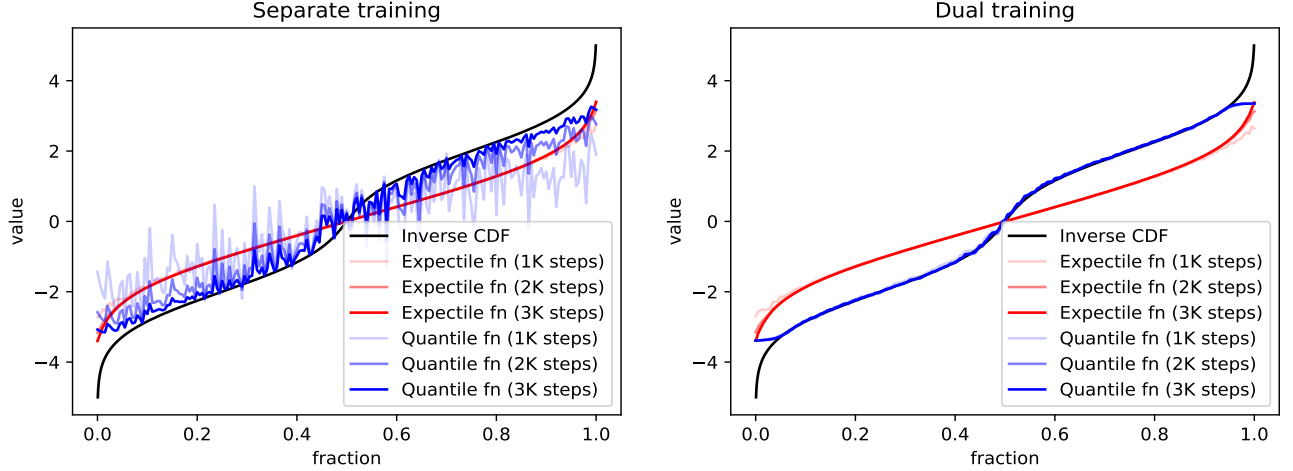 Separate training
4
2
0
−2
−4
value
0.0 0.2 0.4 0.6 0.8 1.0
fraction
Inverse CDF
Expectile fn (1K steps)
Expectile fn (2K steps)
Expectile fn (3K steps)
Quantile fn (1K steps)
Quantile fn (2K steps)
Quantile fn (3K steps)
Dual training
4
2
0
−2
−4
value
0.0 0.2 0.4 0.6 0.8 1.0
fraction
Inverse CDF
Expectile fn (1K steps)
Expectile fn (2K steps)
Expectile fn (3K steps)
Quantile fn (1K steps)
Quantile fn (2K steps)
Quantile fn (3K steps)